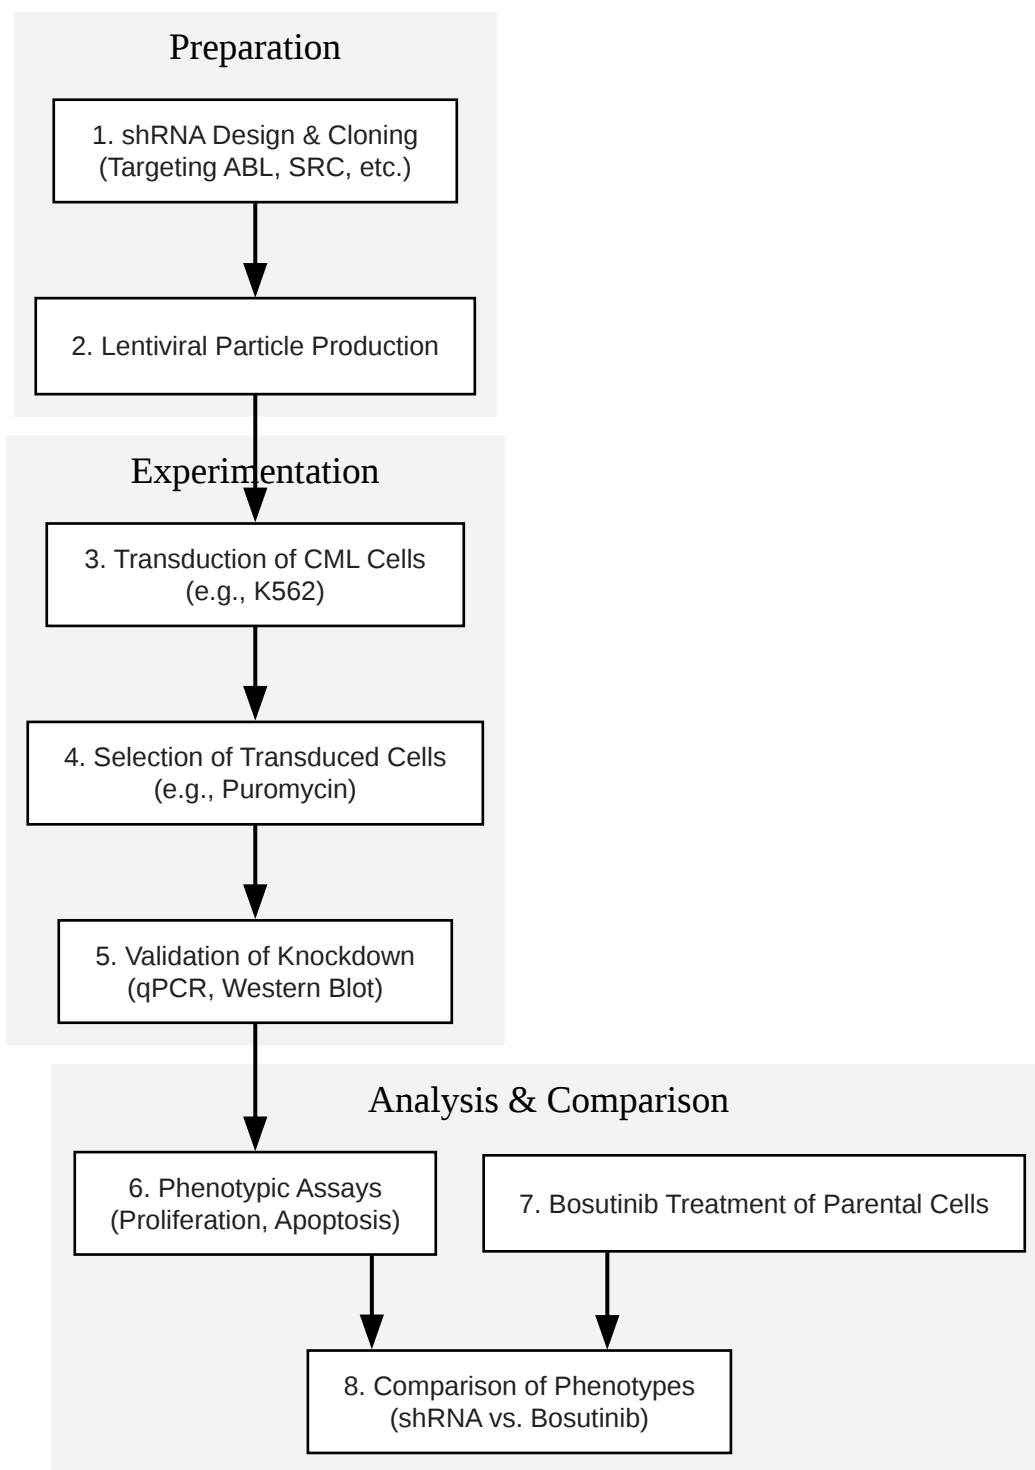 Preparation
1. shRNA Design & Cloning
(Targeting ABL, SRC, etc.)
2. Lentiviral Particle Production
Experimentation
3. Transduction of CML Cells
(e.g., K562)
4. Selection of Transduced Cells
(e.g., Puromycin)
5. Validation of Knockdown
(qPCR, Western Blot)
Analysis & Comparison
6. Phenotypic Assays
(Proliferation, Apoptosis)
7. Bosutinib Treatment of Parental Cells
8. Comparison of Phenotypes
(shRNA vs. Bosutinib)